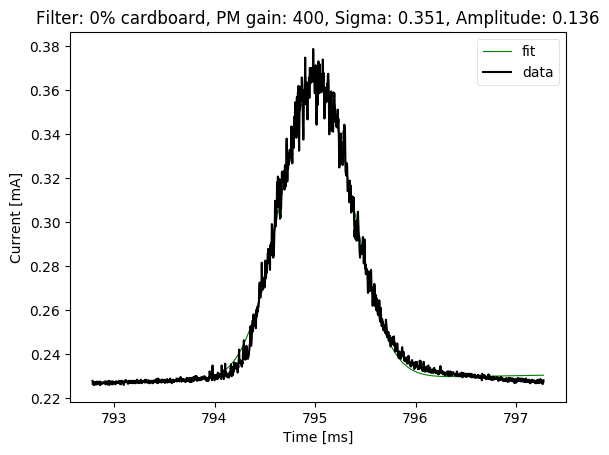 Filter: 0% cardboard, PM gain: 400, Sigma: 0.351, Amplitude: 0.136
fit
data
0.38
0.36
0.34
0.32
0.30
0.28
0.26
0.24
0.22
Current [mA]
793 794 795 796 797
Time [ms]